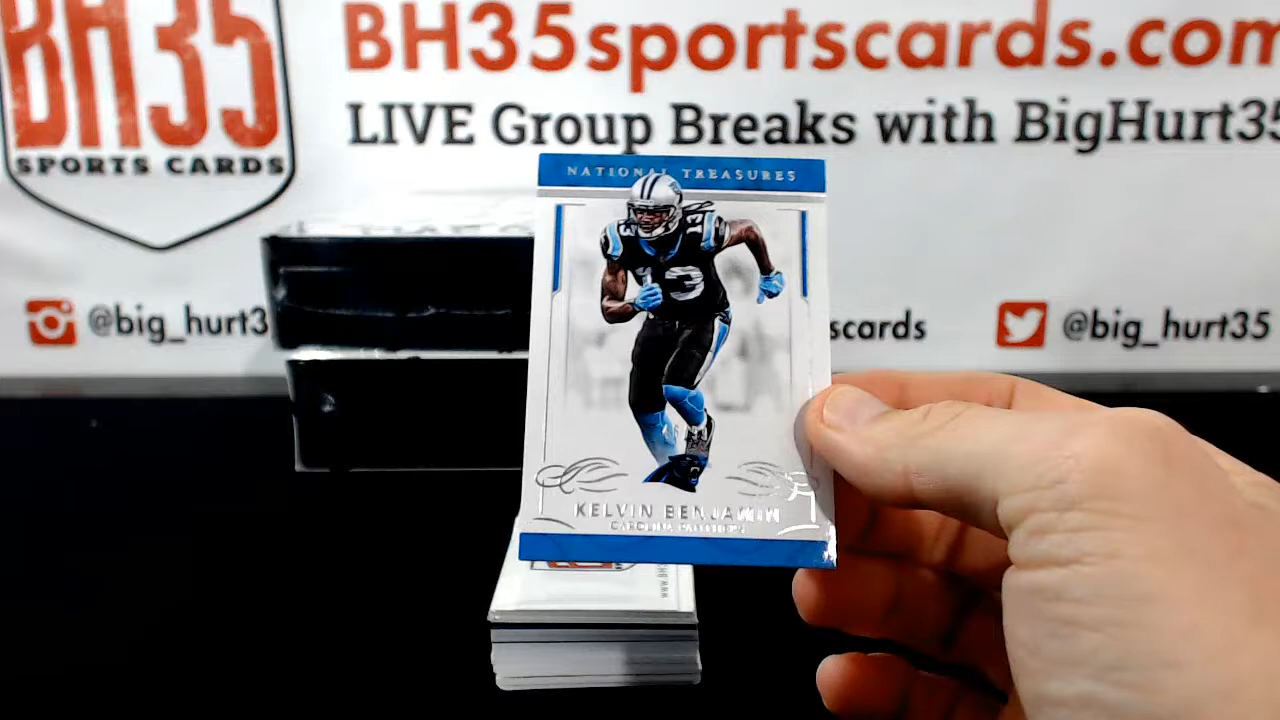 BH35
SPORTS CARDS
BH35sportscards.com
LIVE Group Breaks with BigHurt35
@big_hurt3
scards
@big_hurt35
NATIONAL TREASURES
13
13
KELVIN BENJAMIN
CAROLINA PANTHERS